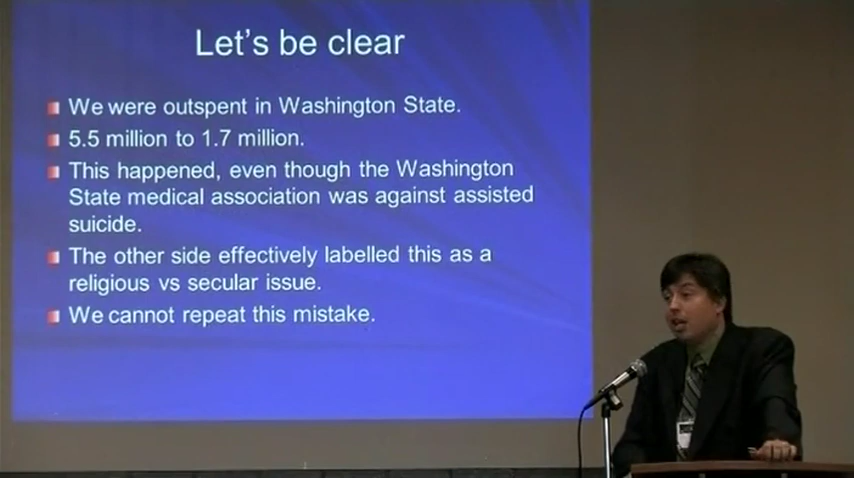 Let's be clear
We were outspent in Washington State.
5.5 million to 1.7 million.
This happened, even though the Washington
State medical association was against assisted
suicide.
The other side effectively labelled this as a
religious vs secular issue.
We cannot repeat this mistake.